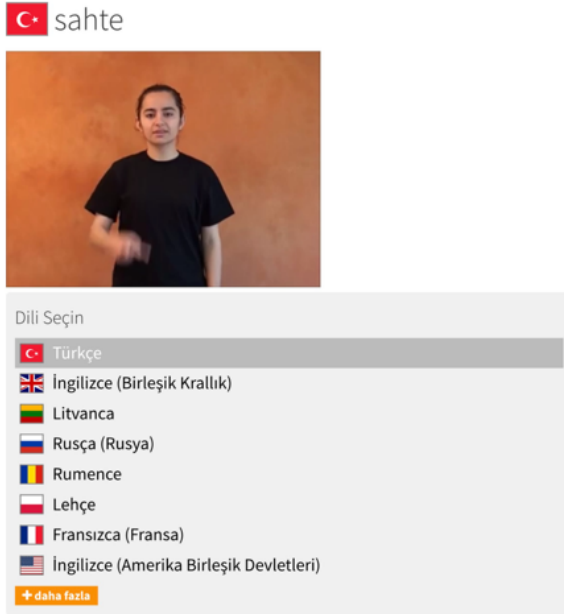 sahte
Dili Seçin
Türkçe
İngilizce (Birleşik Krallık)
Litvanca
Rusça (Rusya)
Rumence
Lehçe
Fransızca (Fransa)
İngilizce (Amerika Birleşik Devletleri)
+ daha fazla